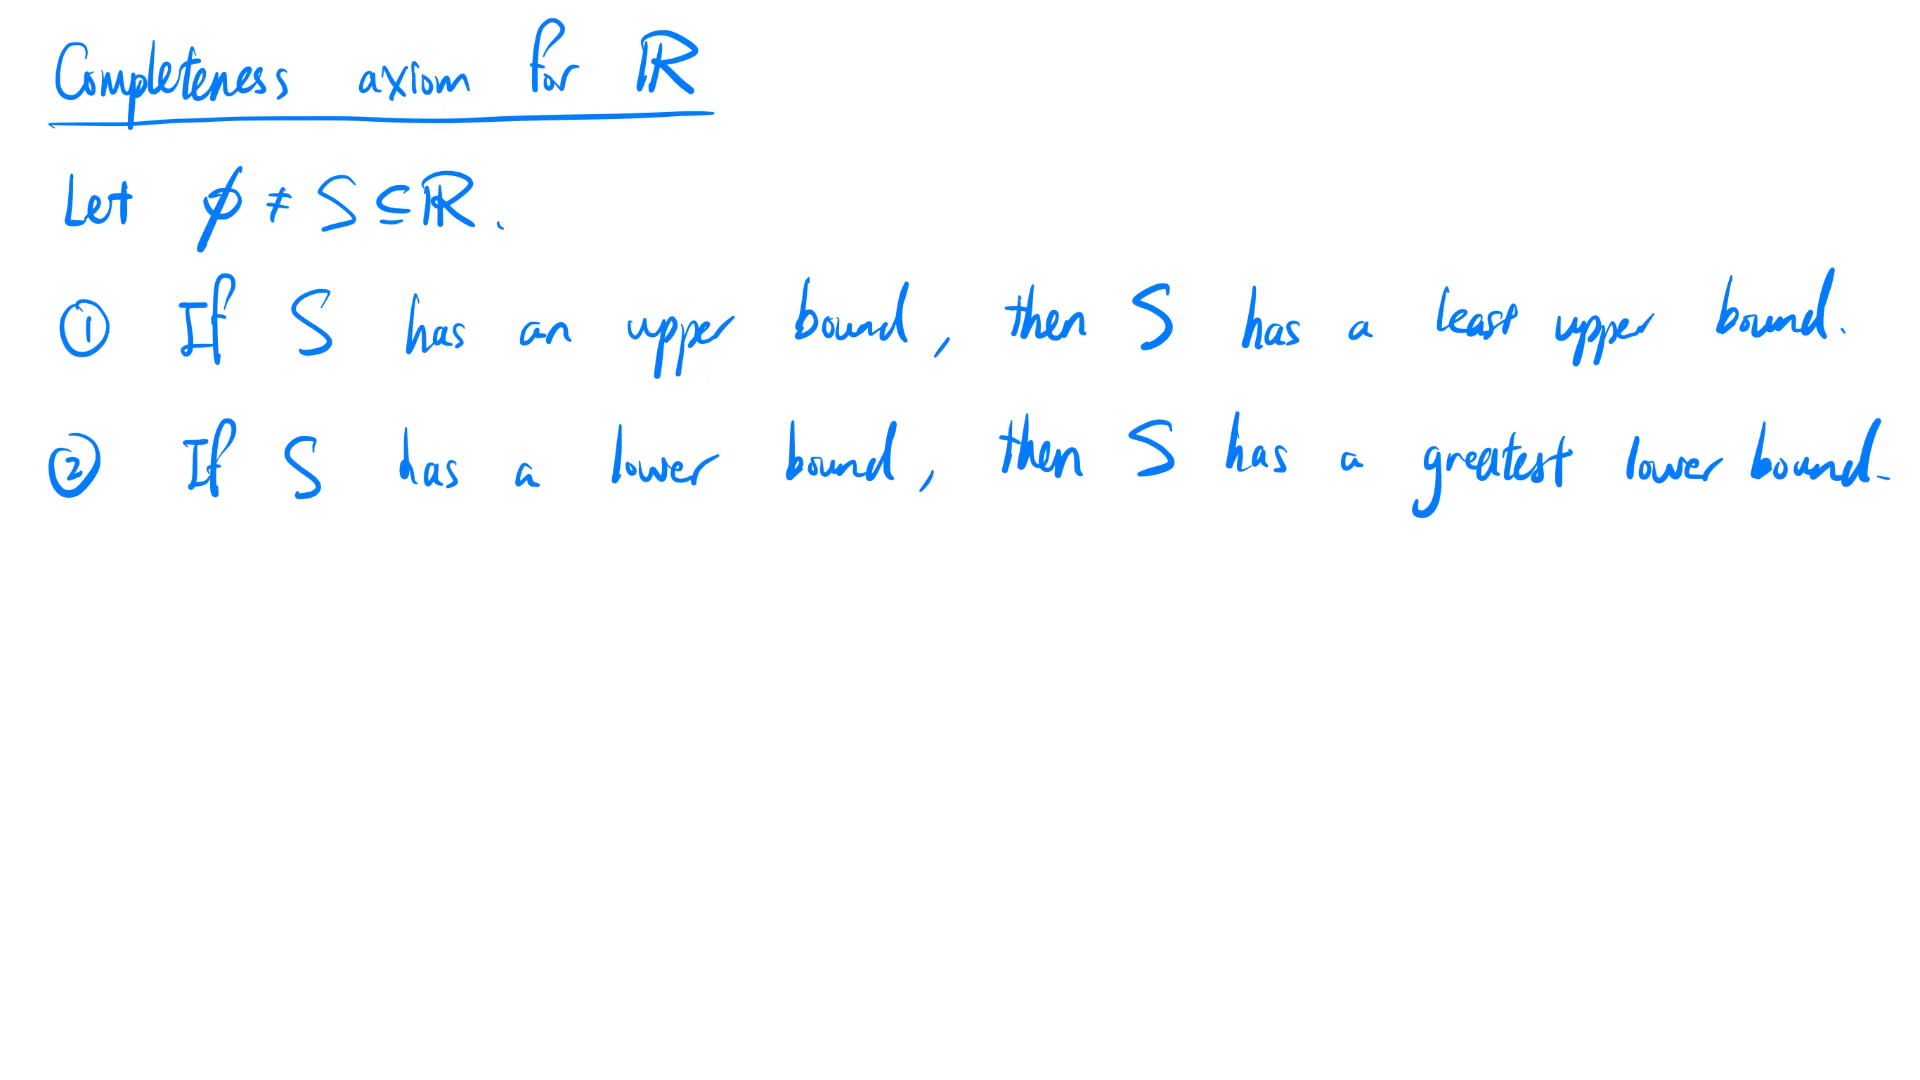 Completeness axiom for ℝ
Let ∅ ≠ S ⊆ ℝ.
① If S has an upper bound, then S has a least upper bound.
② If S has a lower bound, then S has a greatest lower bound.